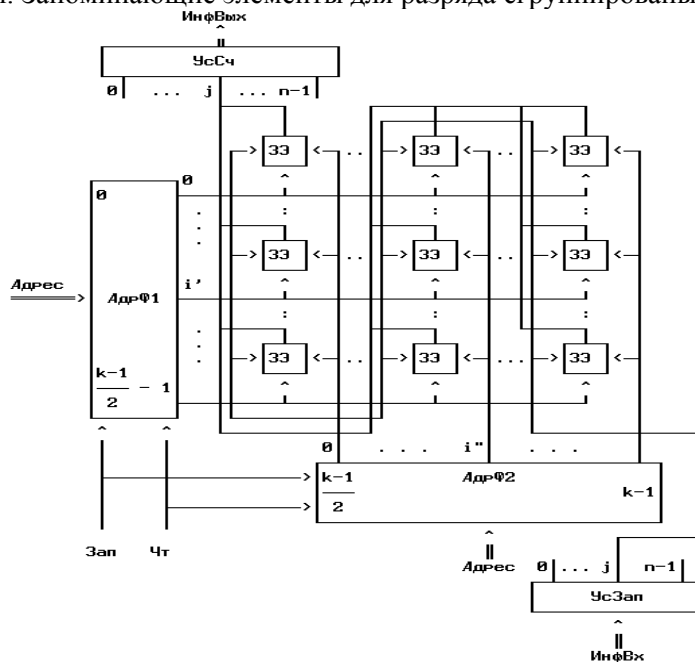 Запоминающие элементы для разряда сгруппированы
ИнфВых
УсСч
0 ... j ... n-1
0
0
ЗЭ .. ЗЭ .. ЗЭ
. : : :
. 
.
ЗЭ .. ЗЭ .. ЗЭ
Адрес
i'
АдрФ1
. : : :
.
.
ЗЭ .. ЗЭ ... ЗЭ
k-1
2 - 1
0 . . . i" . . .
k-1 АдрФ2
2 k-1
Зап Чт
Адрес
0 ... j n-1
УсЗап
ИнфВх